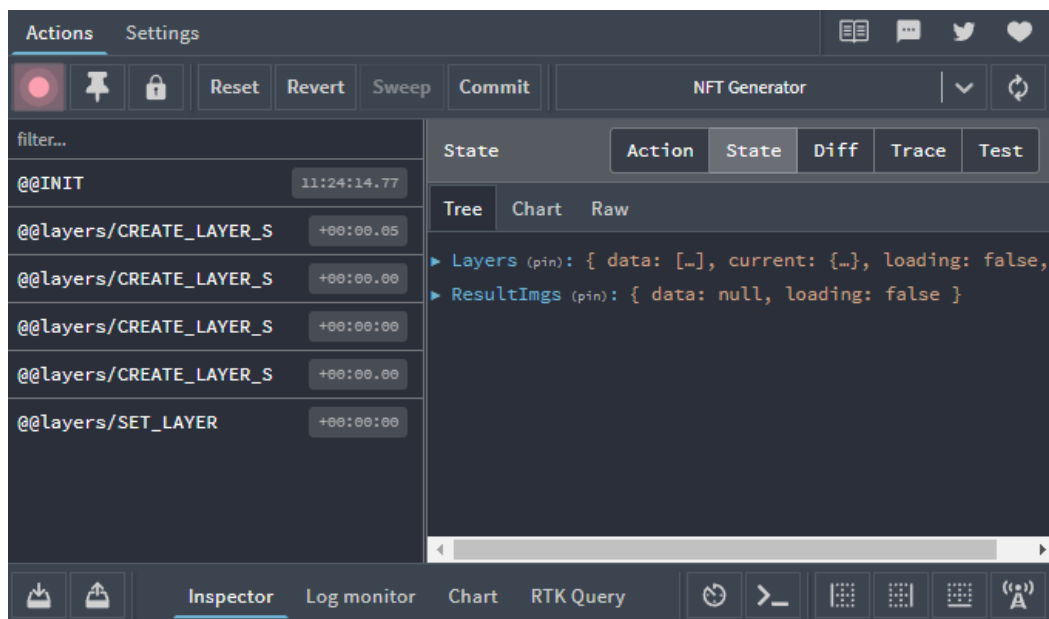 Actions Settings
Reset Revert Sweep Commit NFT Generator
filter...
@@INIT 11:24:14.77
@@layers/CREATE_LAYER_S +00:00.05
@@layers/CREATE_LAYER_S +00:00.00
@@layers/CREATE_LAYER_S +00:00:00
@@layers/CREATE_LAYER_S +00:00.00
@@layers/SET_LAYER +00:00:00
State Action State Diff Trace Test
Tree Chart Raw
Layers (pin): { data: […], current: {…}, loading: false,
ResultImgs (pin): { data: null, loading: false }
Inspector Log monitor Chart RTK Query